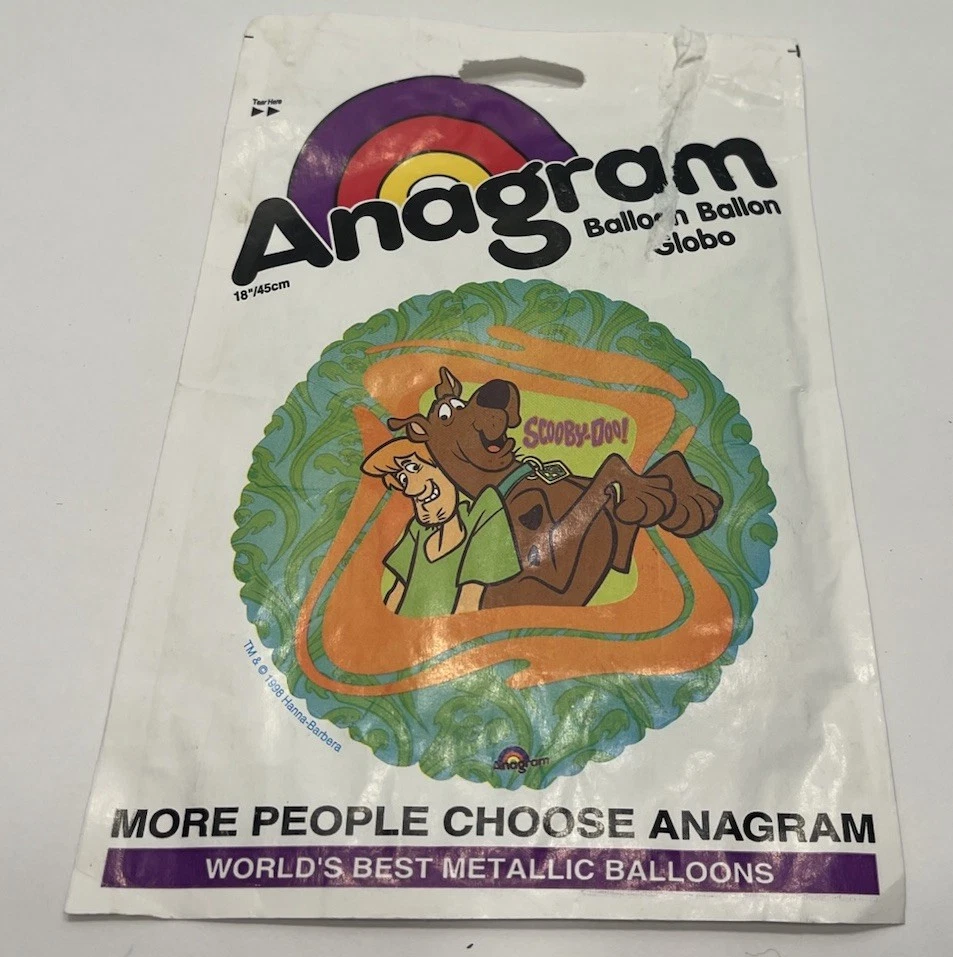 Tear Here
Anagram
Balloon Ballon
Globo
18"/45cm
SCOOBY-DOO!
TM & © 1998 Hanna-Barbera
Anagram
MORE PEOPLE CHOOSE ANAGRAM
WORLD'S BEST METALLIC BALLOONS